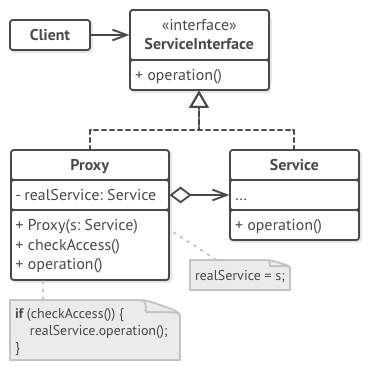 Client
«interface»
ServiceInterface
+ operation()
Proxy
- realService: Service
+ Proxy(s: Service)
+ checkAccess()
+ operation()
Service
...
+ operation()
realService = s;
if (checkAccess()) {
realService.operation();
}